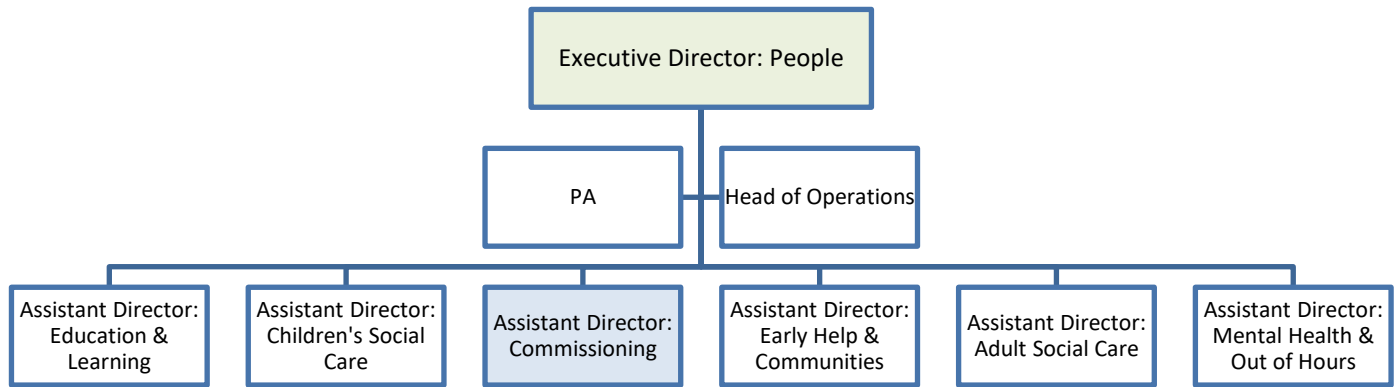 Executive Director: People
PA
Head of Operations
Assistant Director:
Education &
Learning
Assistant Director:
Children's Social
Care
Assistant Director:
Commissioning
Assistant Director:
Early Help &
Communities
Assistant Director:
Adult Social Care
Assistant Director:
Mental Health &
Out of Hours